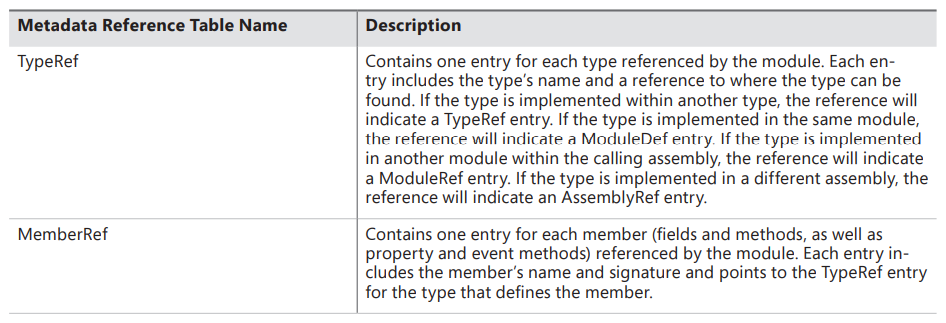 Metadata Reference Table Name
Description
TypeRef
Contains one entry for each type referenced by the module. Each en-
try includes the type’s name and a reference to where the type can be
found. If the type is implemented within another type, the reference will
indicate a TypeRef entry. If the type is implemented in the same module,
the reference will indicate a ModuleDef entry. If the type is implemented
in another module within the calling assembly, the reference will indicate
a ModuleRef entry. If the type is implemented in a different assembly, the
reference will indicate an AssemblyRef entry.
MemberRef
Contains one entry for each member (fields and methods, as well as
property and event methods) referenced by the module. Each entry in-
cludes the member’s name and signature and points to the TypeRef entry
for the type that defines the member.